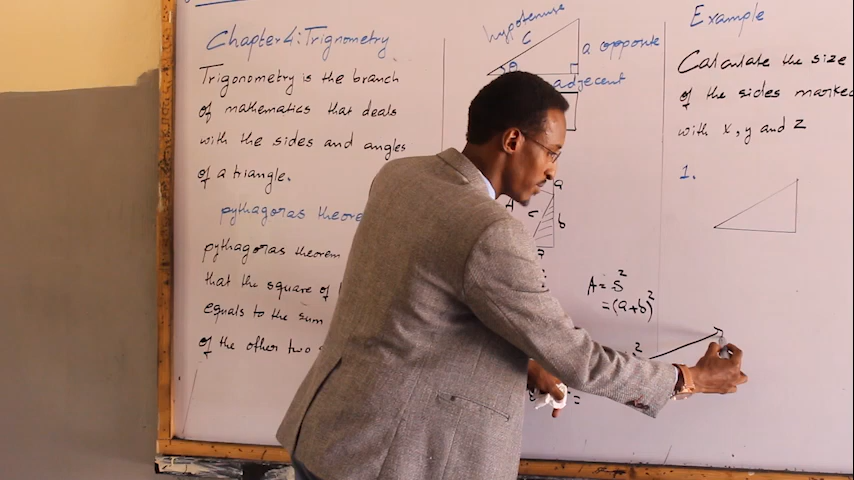 Chapter 4: Trignometry
Trigonometry is the branch
of mathematics that deals
with the sides and angles
of a triangle.
pythagoras
pythagoras theorem
that the square of
equals to the sum
of the other two
hypotenuse
c
a opposite
θ
adjecent
a
A
c
b
a
A = s²
= (a+b)²
2
=
Example
Calculate the size
of the sides marked
with x, y and z
1.